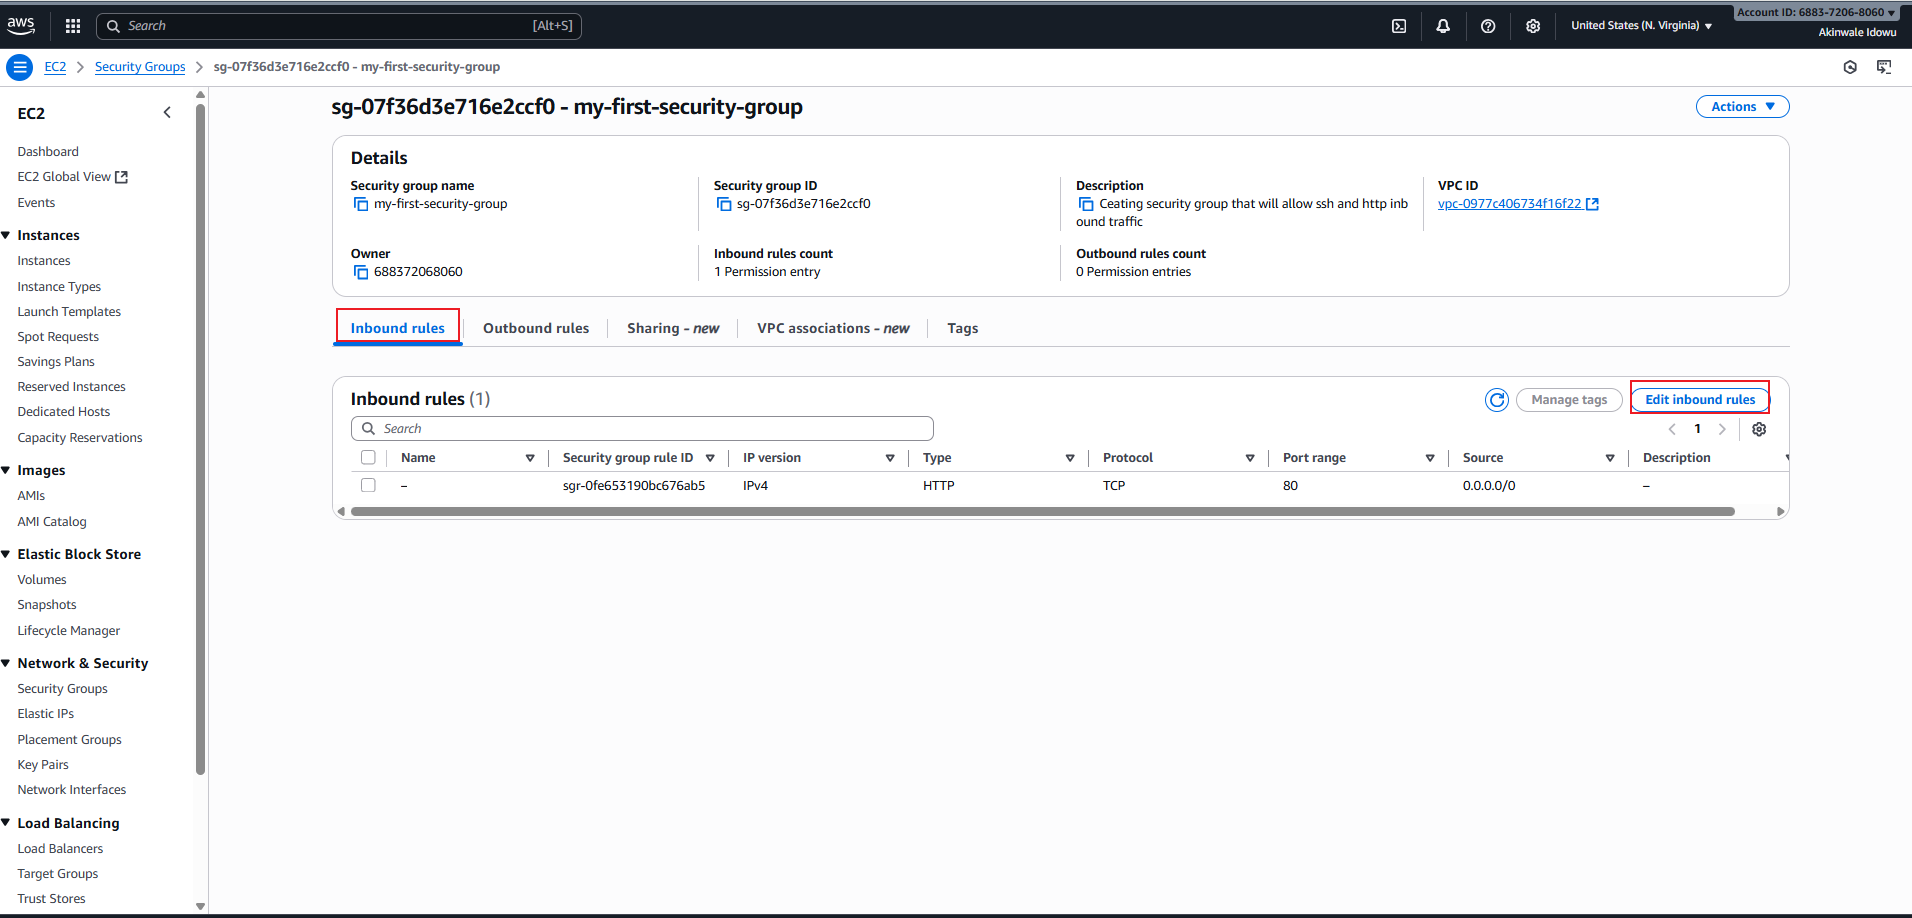 aws
Search [Alt+S]
United States (N. Virginia)
Account ID: 6883-7206-8060
Akinwale Idowu
EC2 > Security Groups > sg-07f36d3e716e2ccf0 - my-first-security-group
EC2
Dashboard
EC2 Global View
Events
Instances
Instances
Instance Types
Launch Templates
Spot Requests
Savings Plans
Reserved Instances
Dedicated Hosts
Capacity Reservations
Images
AMIs
AMI Catalog
Elastic Block Store
Volumes
Snapshots
Lifecycle Manager
Network & Security
Security Groups
Elastic IPs
Placement Groups
Key Pairs
Network Interfaces
Load Balancing
Load Balancers
Target Groups
Trust Stores
sg-07f36d3e716e2ccf0 - my-first-security-group
Actions
Details
Security group name
my-first-security-group
Security group ID
sg-07f36d3e716e2ccf0
Description
Ceating security group that will allow ssh and http inb
ound traffic
VPC ID
vpc-0977c406734f16f22
Owner
688372068060
Inbound rules count
1 Permission entry
Outbound rules count
0 Permission entries
Inbound rules Outbound rules Sharing - new VPC associations - new Tags
Inbound rules (1)
Manage tags Edit inbound rules
Search
1
Name Security group rule ID IP version Type Protocol Port range Source Description
– sgr-0fe653190bc676ab5 IPv4 HTTP TCP 80 0.0.0.0/0 –